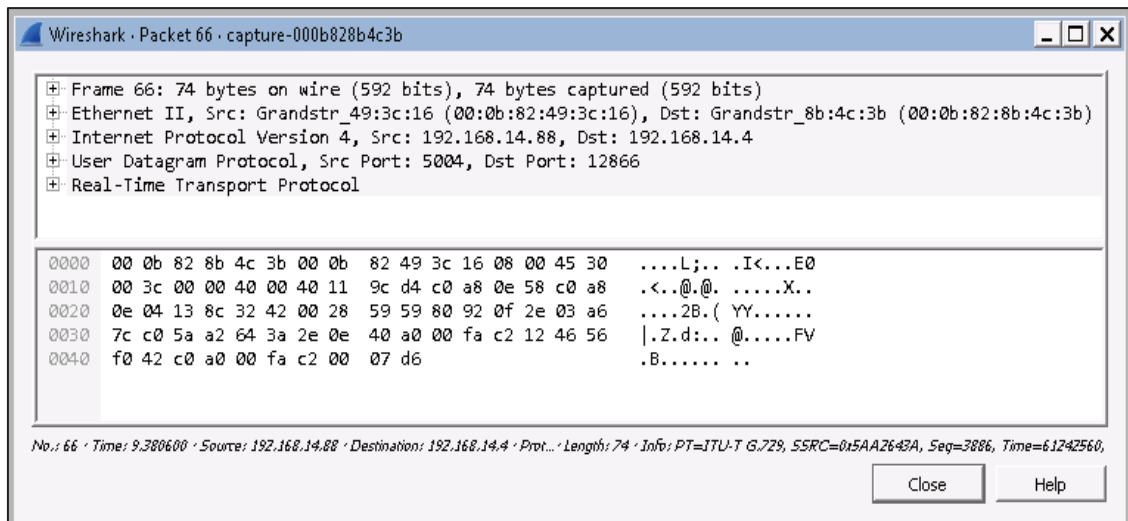 Wireshark · Packet 66 · capture-000b828b4c3b
Frame 66: 74 bytes on wire (592 bits), 74 bytes captured (592 bits)
Ethernet II, Src: Grandstr_49:3c:16 (00:0b:82:49:3c:16), Dst: Grandstr_8b:4c:3b (00:0b:82:8b:4c:3b)
Internet Protocol Version 4, Src: 192.168.14.88, Dst: 192.168.14.4
User Datagram Protocol, Src Port: 5004, Dst Port: 12866
Real-Time Transport Protocol
0000 00 0b 82 8b 4c 3b 00 0b 82 49 3c 16 08 00 45 30 ....L;.. .I<...E0
0010 00 3c 00 00 40 00 40 11 9c d4 c0 a8 0e 58 c0 a8 .<..@.@. .....X..
0020 0e 04 13 8c 32 42 00 28 59 59 80 92 0f 2e 03 a6 ....2B.( YY......
0030 7c c0 5a a2 64 3a 2e 0e 40 a0 00 fa c2 12 46 56 |.Z.d:.. @.....FV
0040 f0 42 c0 a0 00 fa c2 00 07 d6 .B...... ..
No.: 66 · Time: 9.380600 · Source: 192.168.14.88 · Destination: 192.168.14.4 · Prot... · Length: 74 · Info: PT=ITU-T G.729, SSRC=0x5AA2643A, Seq=3886, Time=61242560,
Close Help